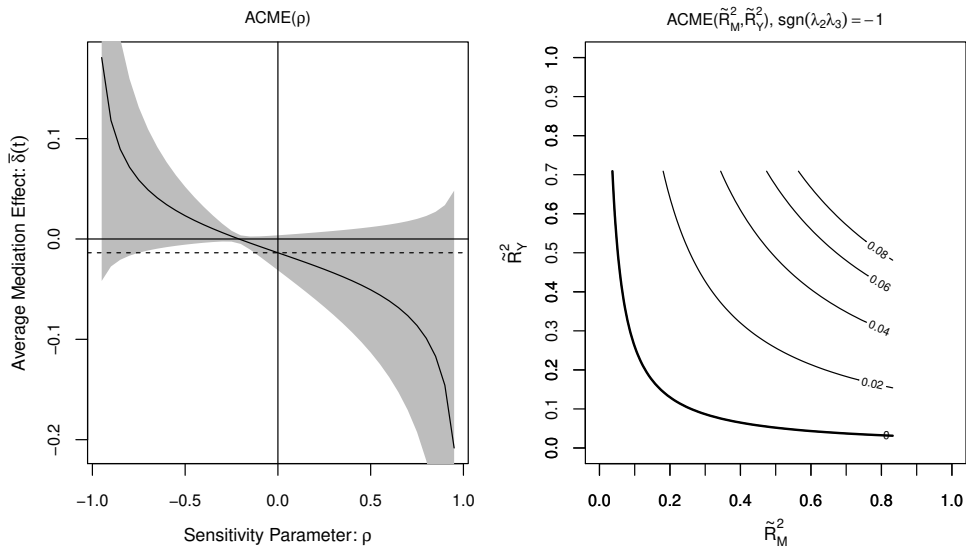 ACME(ρ)
Average Mediation Effect: δ̄(t)
0.1
0.0
−0.1
−0.2
−1.0 −0.5 0.0 0.5 1.0
Sensitivity Parameter: ρ
ACME(R̃²_M, R̃²_Y), sgn(λ₂λ₃) = −1
R̃²_Y
1.0
0.9
0.8
0.7
0.6
0.5
0.4
0.3
0.2
0.1
0.0
0.08
0.06
0.04
0.02
0
0.0 0.2 0.4 0.6 0.8 1.0
R̃²_M